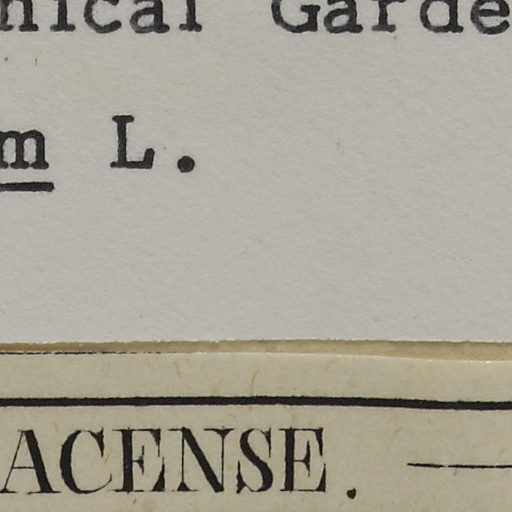 nical Garde
m L.
ACENSE.